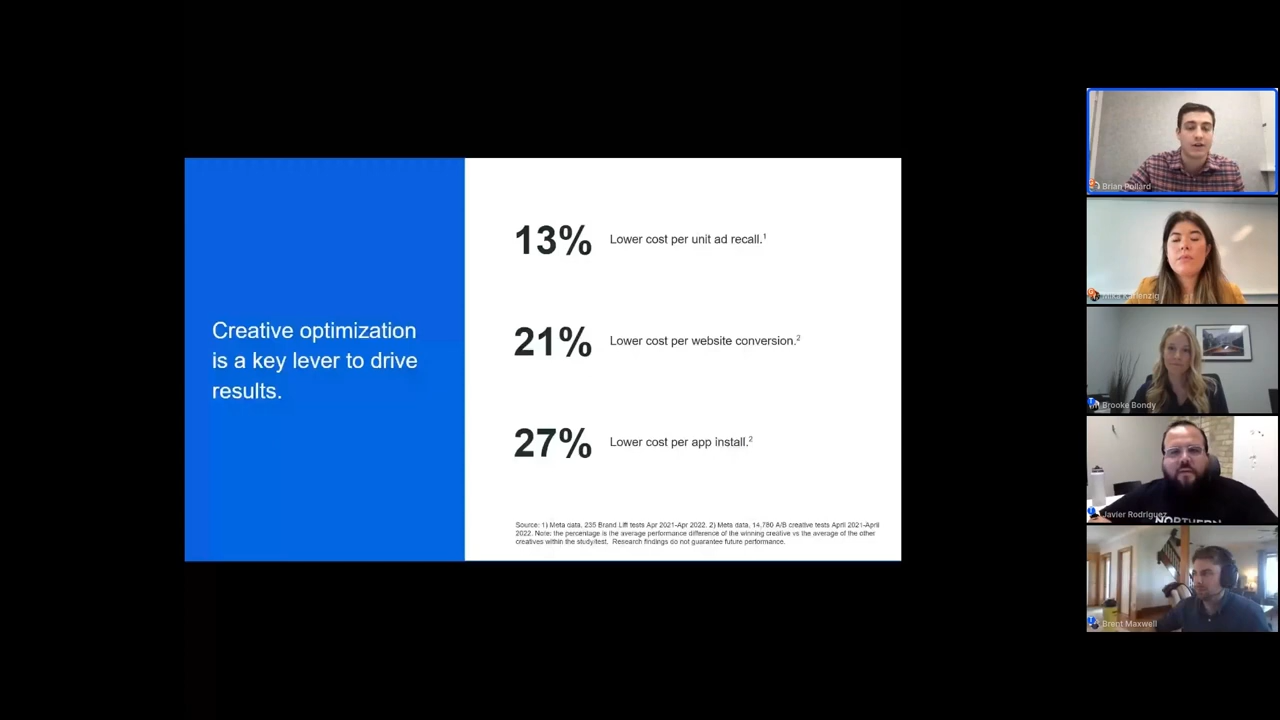 Creative optimization
is a key lever to drive
results.
13% Lower cost per unit ad recall.1
21% Lower cost per website conversion.2
27% Lower cost per app install.2
Source: 1) Meta data, 235 Brand Lift tests Apr 2021-Apr 2022. 2) Meta data, 14,780 A/B creative tests April 2021-April
2022. Note: the percentage is the average performance difference of the winning creative vs the average of the other
creatives within the study/test. Research findings do not guarantee future performance.
Brian Pollard
Brooke Bondy
Javier Rodriguez
NORTHERN
Brent Maxwell